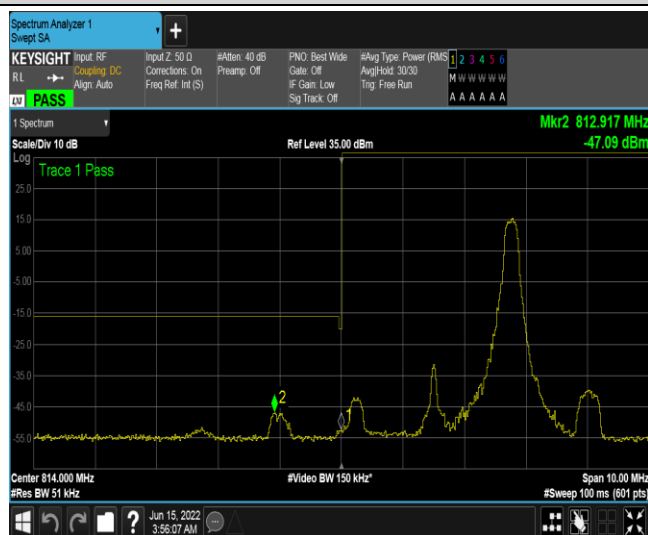 Spectrum Analyzer 1
Swept SA
+
KEYSIGHT
RL
LXI PASS
Input: RF
Coupling: DC
Align: Auto
Input Z: 50 Ω
Corrections: On
Freq Ref: Int (S)
#Atten: 40 dB
Preamp: Off
PNO: Best Wide
Gate: Off
IF Gain: Low
Sig Track: Off
#Avg Type: Power (RMS
Avg|Hold: 30/30
Trig: Free Run
1 2 3 4 5 6
M W W W W W
A A A A A A
1 Spectrum
Mkr2 812.917 MHz
Scale/Div 10 dB
Ref Level 35.00 dBm
-47.09 dBm
Log
Trace 1 Pass
25.0
15.0
5.00
-5.00
-15.0
-25.0
-35.0
-45.0
-55.0
2
1
Center 814.000 MHz
#Video BW 150 kHz*
Span 10.00 MHz
#Res BW 51 kHz
#Sweep 100 ms (601 pts)
?
Jun 15, 2022
3:56:07 AM